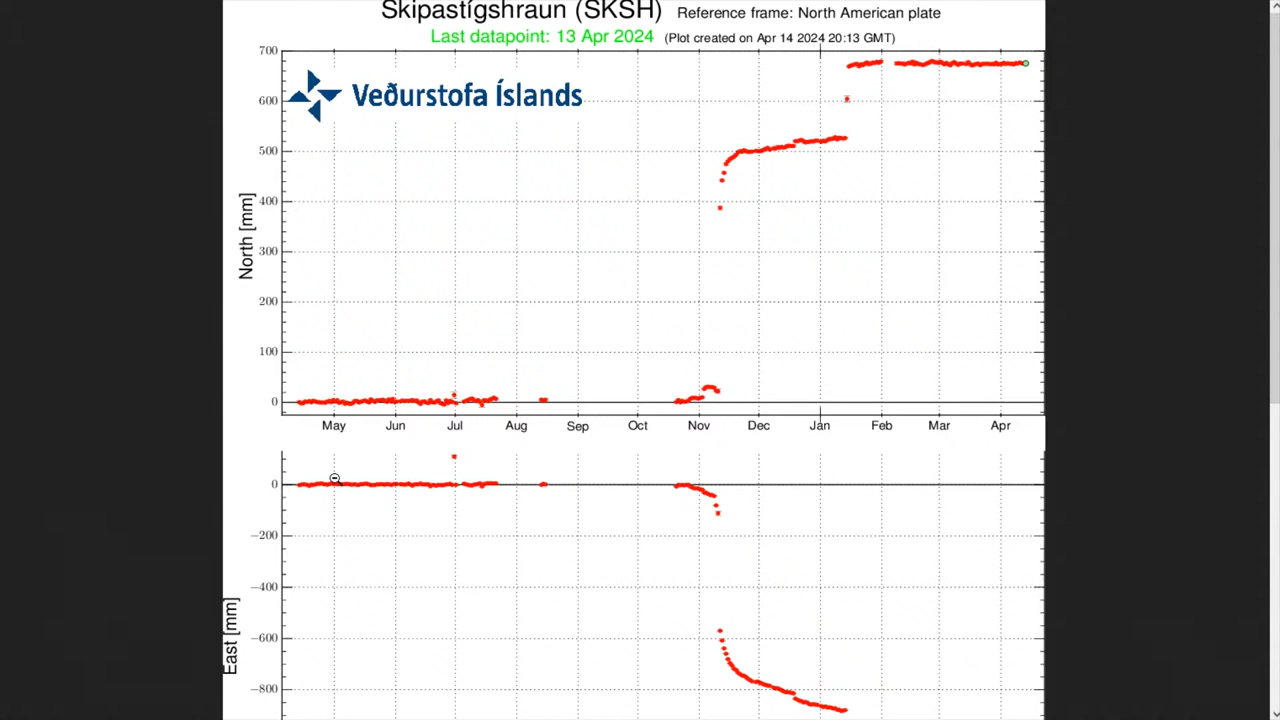 Skipastígshraun (SKSH) Reference frame: North American plate
Last datapoint: 13 Apr 2024 (Plot created on Apr 14 2024 20:13 GMT)
Veðurstofa Íslands
North [mm]
700
600
500
400
300
200
100
0
May Jun Jul Aug Sep Oct Nov Dec Jan Feb Mar Apr
East [mm]
0
−200
−400
−600
−800